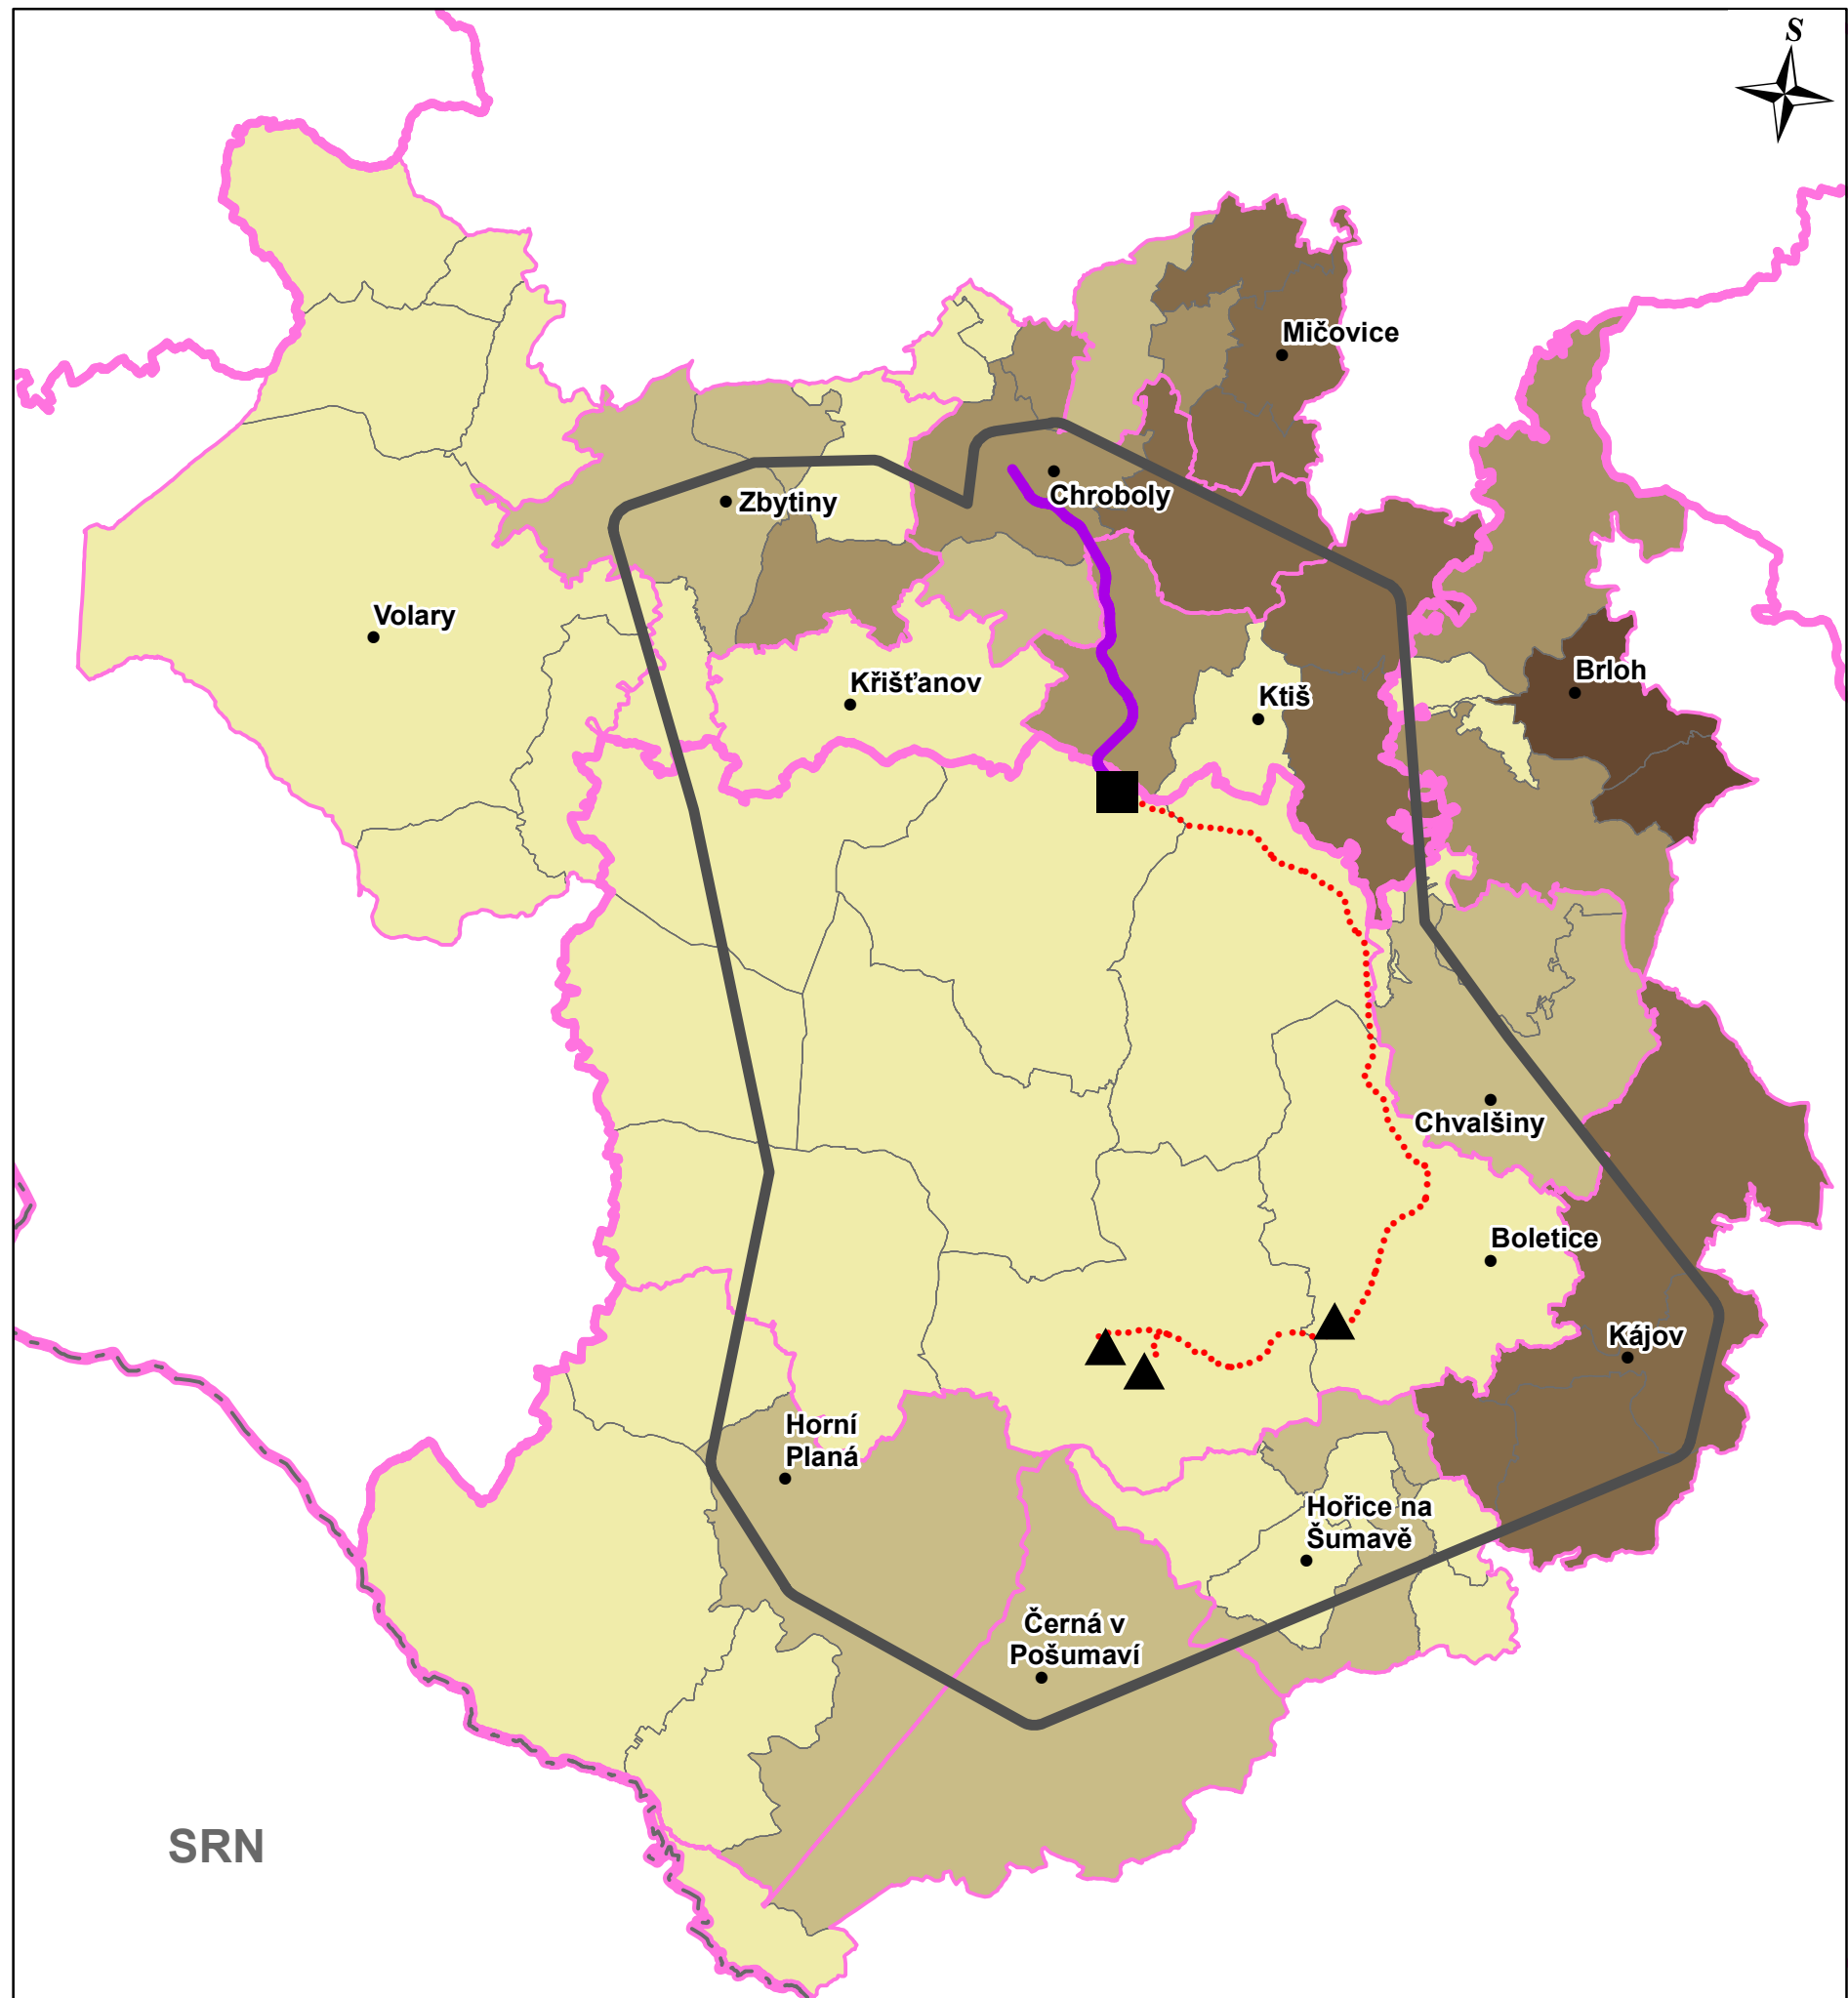 S
Mičovice
Chroboly
Zbytiny
Volary
Brloh
Křišťanov
Ktiš
Chvalšiny
Boletice
Kájov
Horní
Planá
Hořice na
Šumavě
Černá v
Pošumaví
SRN